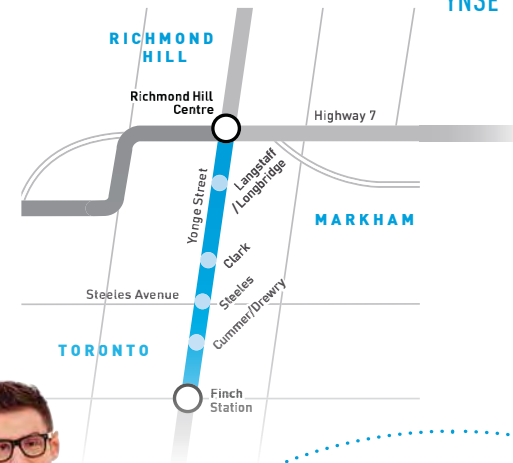 YNSE
RICHMOND
HILL
Richmond Hill
Centre
Highway 7
Langstaff
/Longbridge
Yonge Street
MARKHAM
Clark
Steeles Avenue
Steeles
Cummer/Drewry
TORONTO
Finch
Station